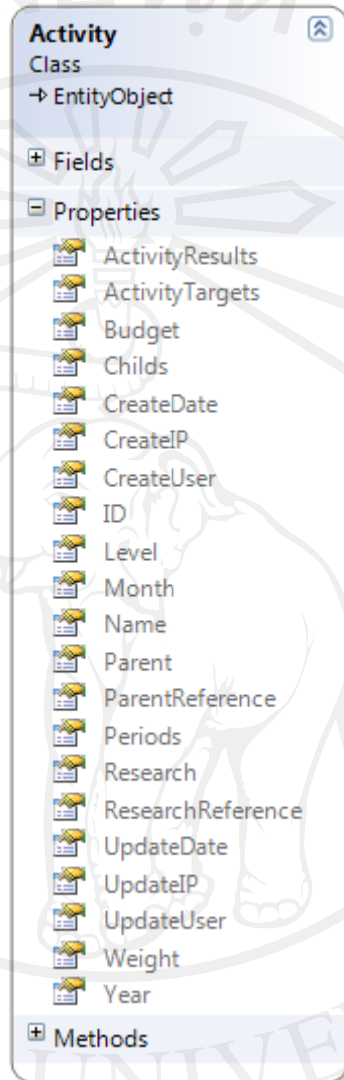 Activity
Class
EntityObject
Fields
Properties
ActivityResults
ActivityTargets
Budget
Childs
CreateDate
CreateIP
CreateUser
ID
Level
Month
Name
Parent
ParentReference
Periods
Research
ResearchReference
UpdateDate
UpdateIP
UpdateUser
Weight
Year
Methods